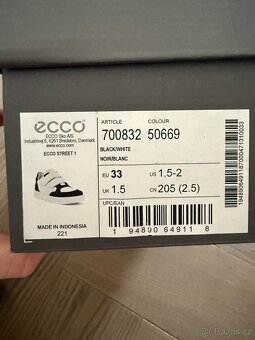 ecco
ECCO Sko A/S
Industrivej 5, 6261 Bredebro, Denmark
www.ecco.com
ECCO STREET 1
MADE IN INDONESIA
221
ARTICLE COLOUR
700832 50669
BLACK/WHITE
NOIR/BLANC
EU 33 US 1.5-2
UK 1.5 CN 205 (2.5)
UPC/EAN
1 94890 64911 8